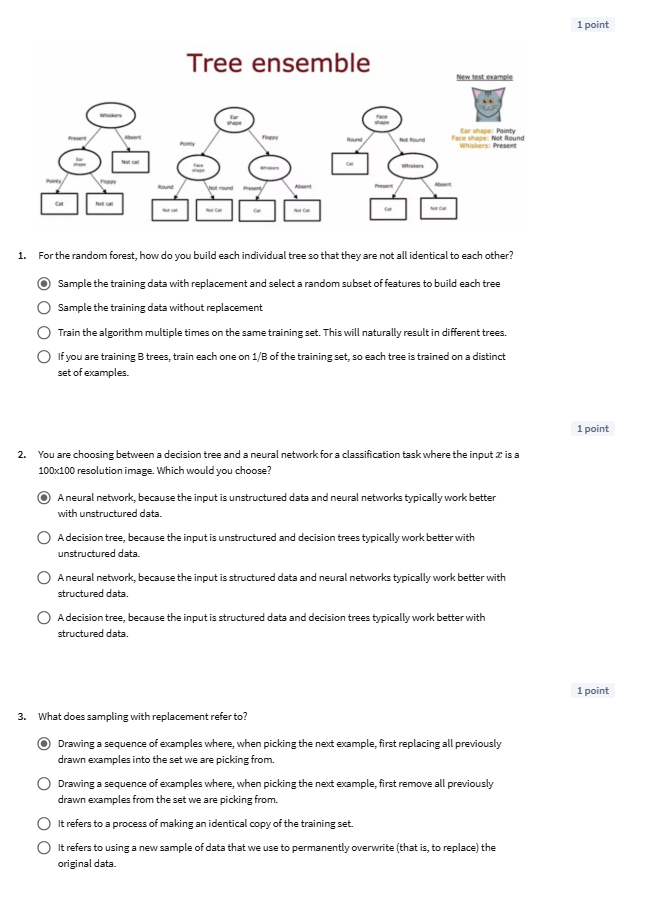 1 point
Tree ensemble
New test example
Ear shape: Pointy
Face shape: Not Round
Whiskers: Present
Whiskers
Present
Absent
Ear shape
Not cat
Pointy
Floppy
Cat
Not cat
Ear shape
Pointy
Floppy
Face shape
Whiskers
Round
Not round
Present
Absent
Not cat
Not Cat
Cat
Not Cat
Face shape
Round
Not Round
Cat
Whiskers
Present
Absent
Cat
Not Cat
1. For the random forest, how do you build each individual tree so that they are not all identical to each other?
Sample the training data with replacement and select a random subset of features to build each tree
Sample the training data without replacement
Train the algorithm multiple times on the same training set. This will naturally result in different trees.
If you are training B trees, train each one on 1/B of the training set, so each tree is trained on a distinct
set of examples.
1 point
2. You are choosing between a decision tree and a neural network for a classification task where the input x is a
100x100 resolution image. Which would you choose?
A neural network, because the input is unstructured data and neural networks typically work better
with unstructured data.
A decision tree, because the input is unstructured and decision trees typically work better with
unstructured data.
A neural network, because the input is structured data and neural networks typically work better with
structured data.
A decision tree, because the input is structured data and decision trees typically work better with
structured data.
1 point
3. What does sampling with replacement refer to?
Drawing a sequence of examples where, when picking the next example, first replacing all previously
drawn examples into the set we are picking from.
Drawing a sequence of examples where, when picking the next example, first remove all previously
drawn examples from the set we are picking from.
It refers to a process of making an identical copy of the training set.
It refers to using a new sample of data that we use to permanently overwrite (that is, to replace) the
original data.